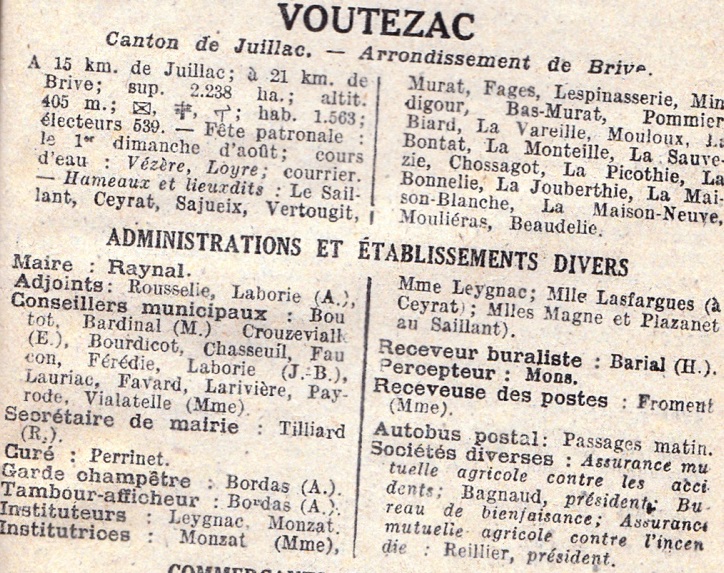 VOUTEZAC
Canton de Juillac. — Arrondissement de Brive.
A 15 km. de Juillac; à 21 km. de
Brive; sup. 2.238 ha.; altit.
405 m.; hab. 1.563;
électeurs 539. — Fête patronale :
le 1er dimanche d'août; cours
d'eau : Vézère, Loyre; courrier.
— Hameaux et lieuxdits : Le Sail-
lant, Ceyrat, Sajueix, Vertougit,
Murat, Fages, Lespinasserie, Min
digour, Bas-Murat, Pommier
Biard, La Vareille, Mouloux, La
Bontat, La Monteille, La Sauve-
zie, Chossagot, La Picothie, La
Bonnelie, La Jouberthie, La Mai-
son-Blanche, La Maison-Neuve,
Mouliéras, Beaudelie.
ADMINISTRATIONS ET ÉTABLISSEMENTS DIVERS
Maire : Raynal.
Adjoints: Rousselle, Laborie (A.),
Conseillers municipaux : Bou
tot, Bardinal (M.) Crouzevialle
(E.), Bourdicot, Chasseuil, Fau
con, Férédie, Laborie (J.-B.),
Lauriac, Favard, Larivière, Pay-
rode, Vialatelle (Mme).
Secrétaire de mairie : Tilliard
(R.).
Curé : Perrinet.
Garde champêtre : Bordas (A.).
Tambour-afficheur : Bordas (A.).
Instituteurs : Leygnac, Monzat.
Institutrices : Monzat (Mme),
Mme Leygnac; Mlle Lasfargues (à
Ceyrat); Mlles Magne et Plazanet
au Saillant).
Receveur buraliste : Barial (H.).
Percepteur : Mons.
Receveuse des postes : Froment
(Mme).
Autobus postal: Passages matin.
Sociétés diverses : Assurance mu
tuelle agricole contre les acci
dents; Bagnaud, président; Bu-
reau de bienfaisance; Assurance
mutuelle agricole contre l'incen
die : Reillier, président.